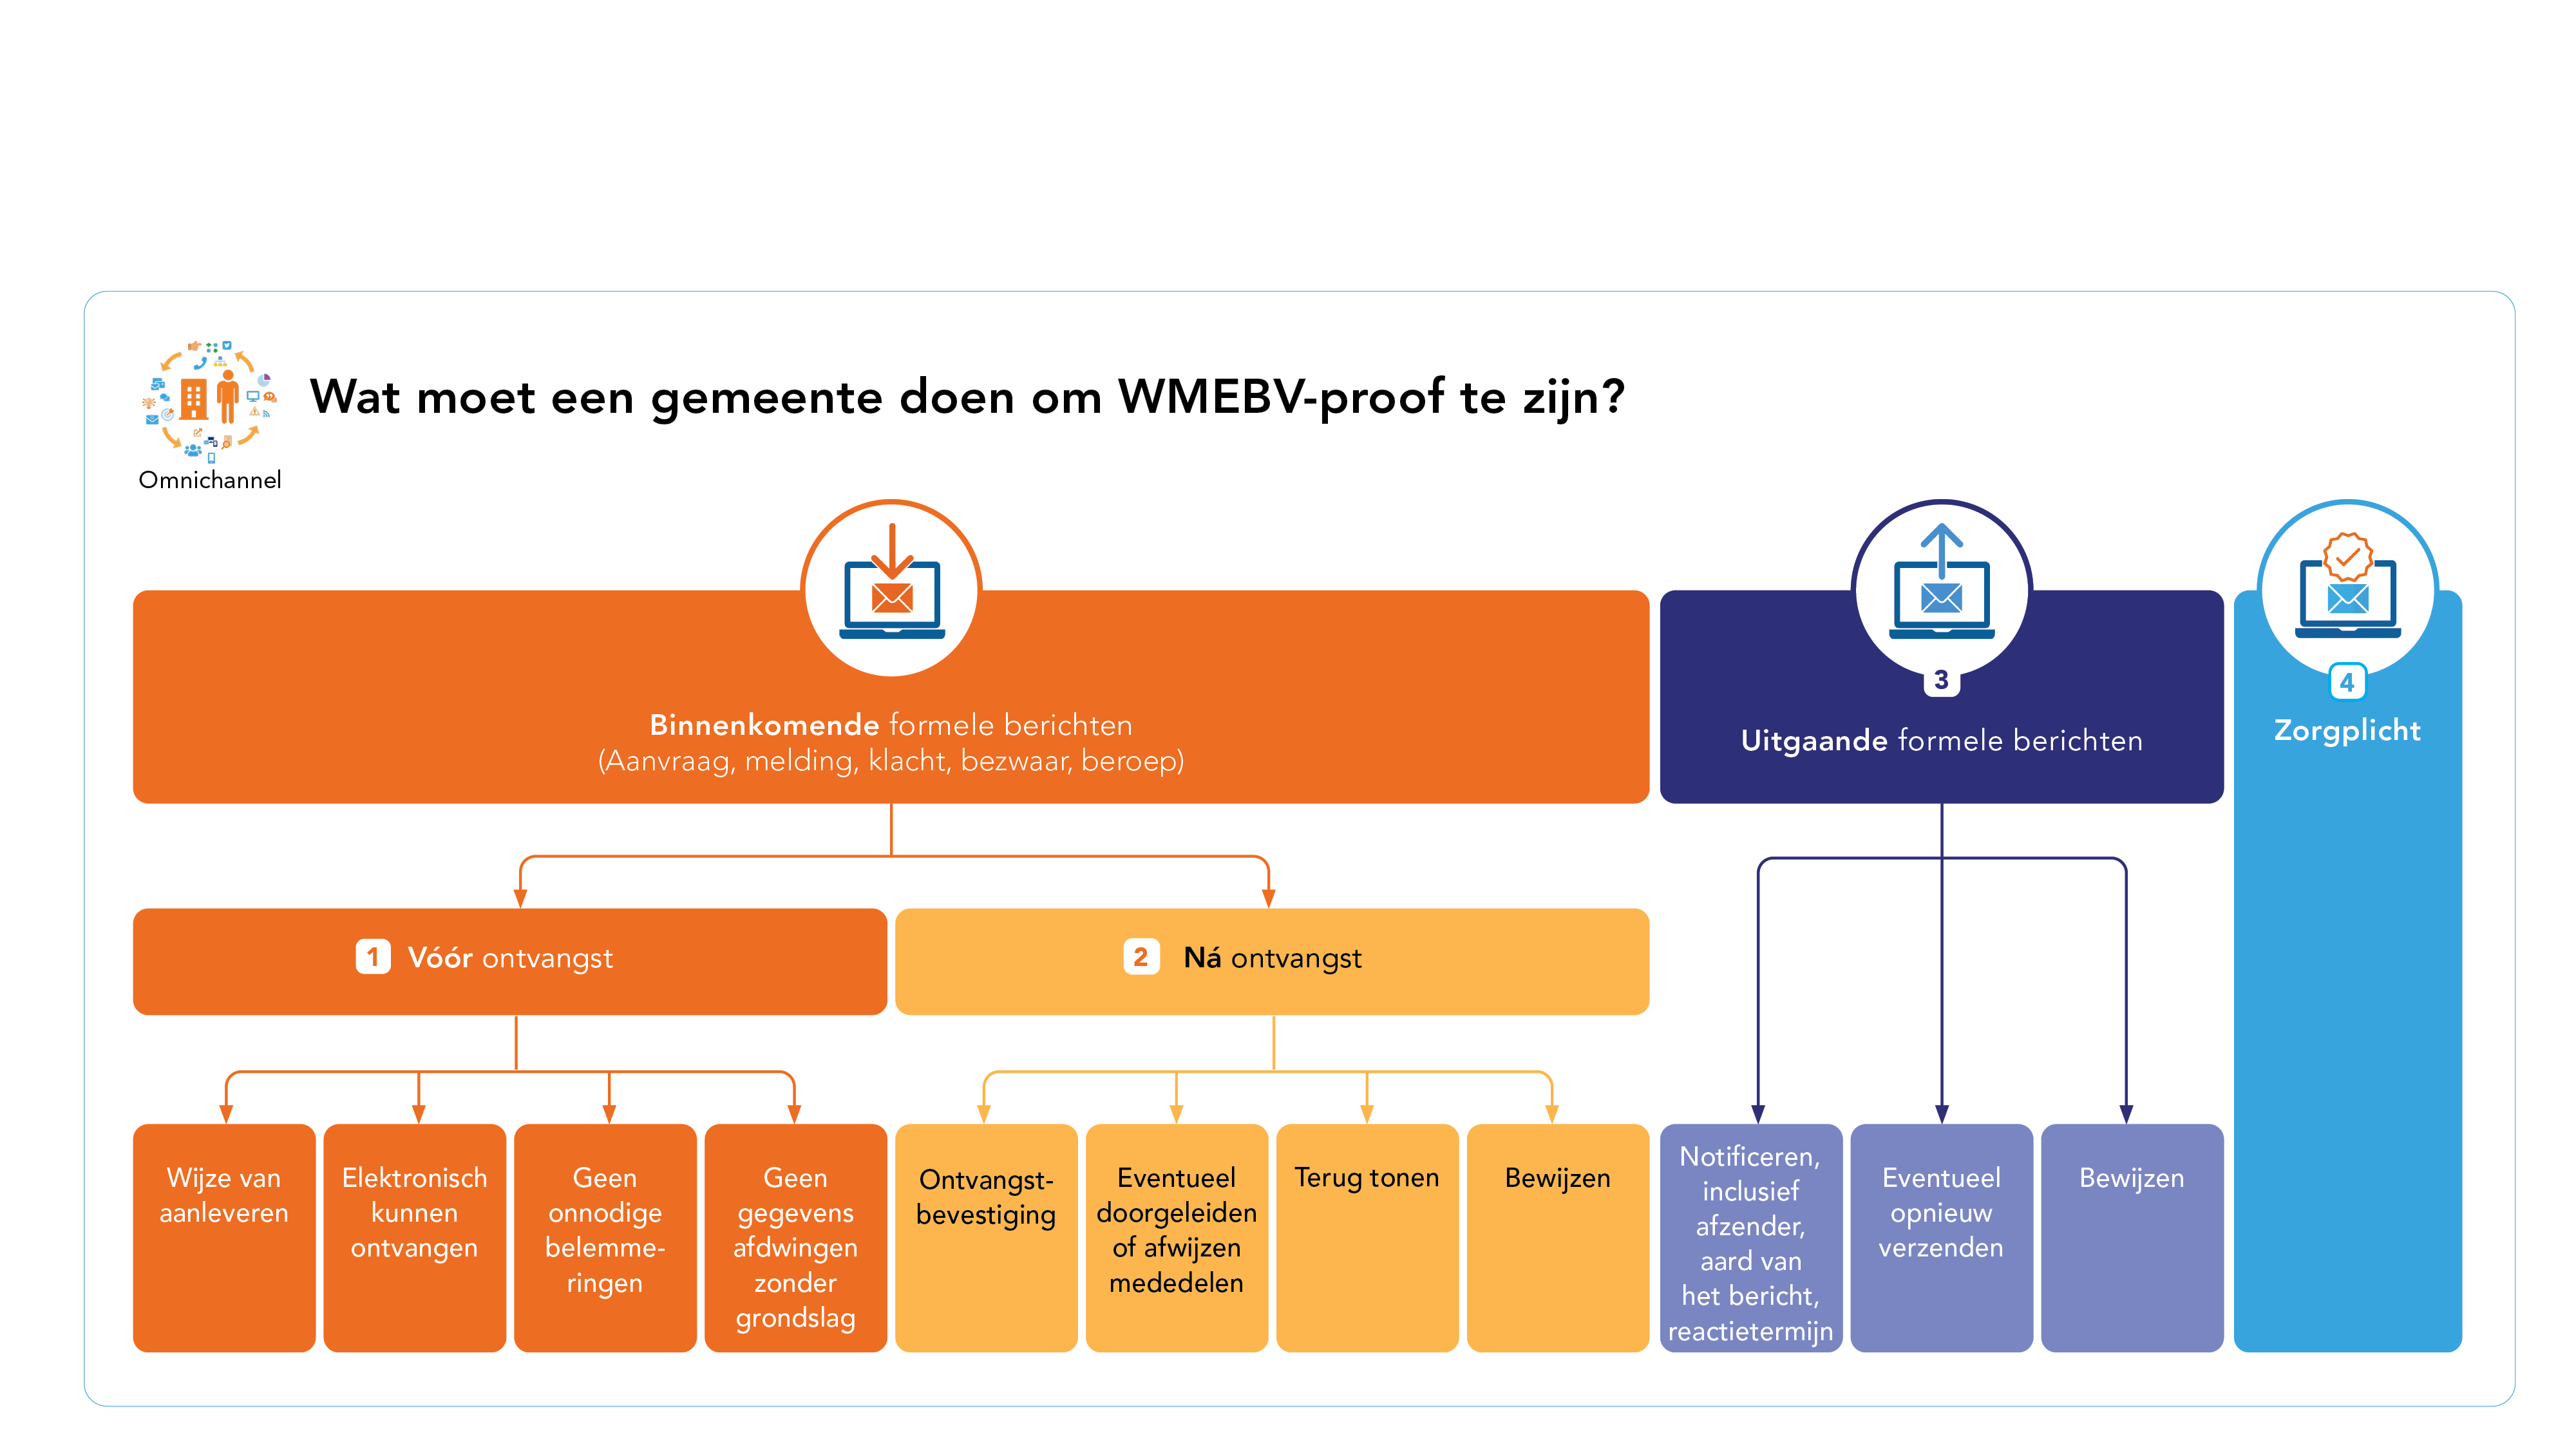 Wat moet een gemeente doen om WMEBV-proof te zijn?
Omnichannel
Binnenkomende formele berichten
(Aanvraag, melding, klacht, bezwaar, beroep)
3
Uitgaande formele berichten
4
Zorgplicht
1 Vóór ontvangst
2 Ná ontvangst
Wijze van
aanleveren
Elektronisch
kunnen
ontvangen
Geen
onnodige
belemme-
ringen
Geen
gegevens
afdwingen
zonder
grondslag
Ontvangst-
bevestiging
Eventueel
doorgeleiden
of afwijzen
mededelen
Terug tonen
Bewijzen
Notificeren,
inclusief
afzender,
aard van
het bericht,
reactietermijn
Eventueel
opnieuw
verzenden
Bewijzen